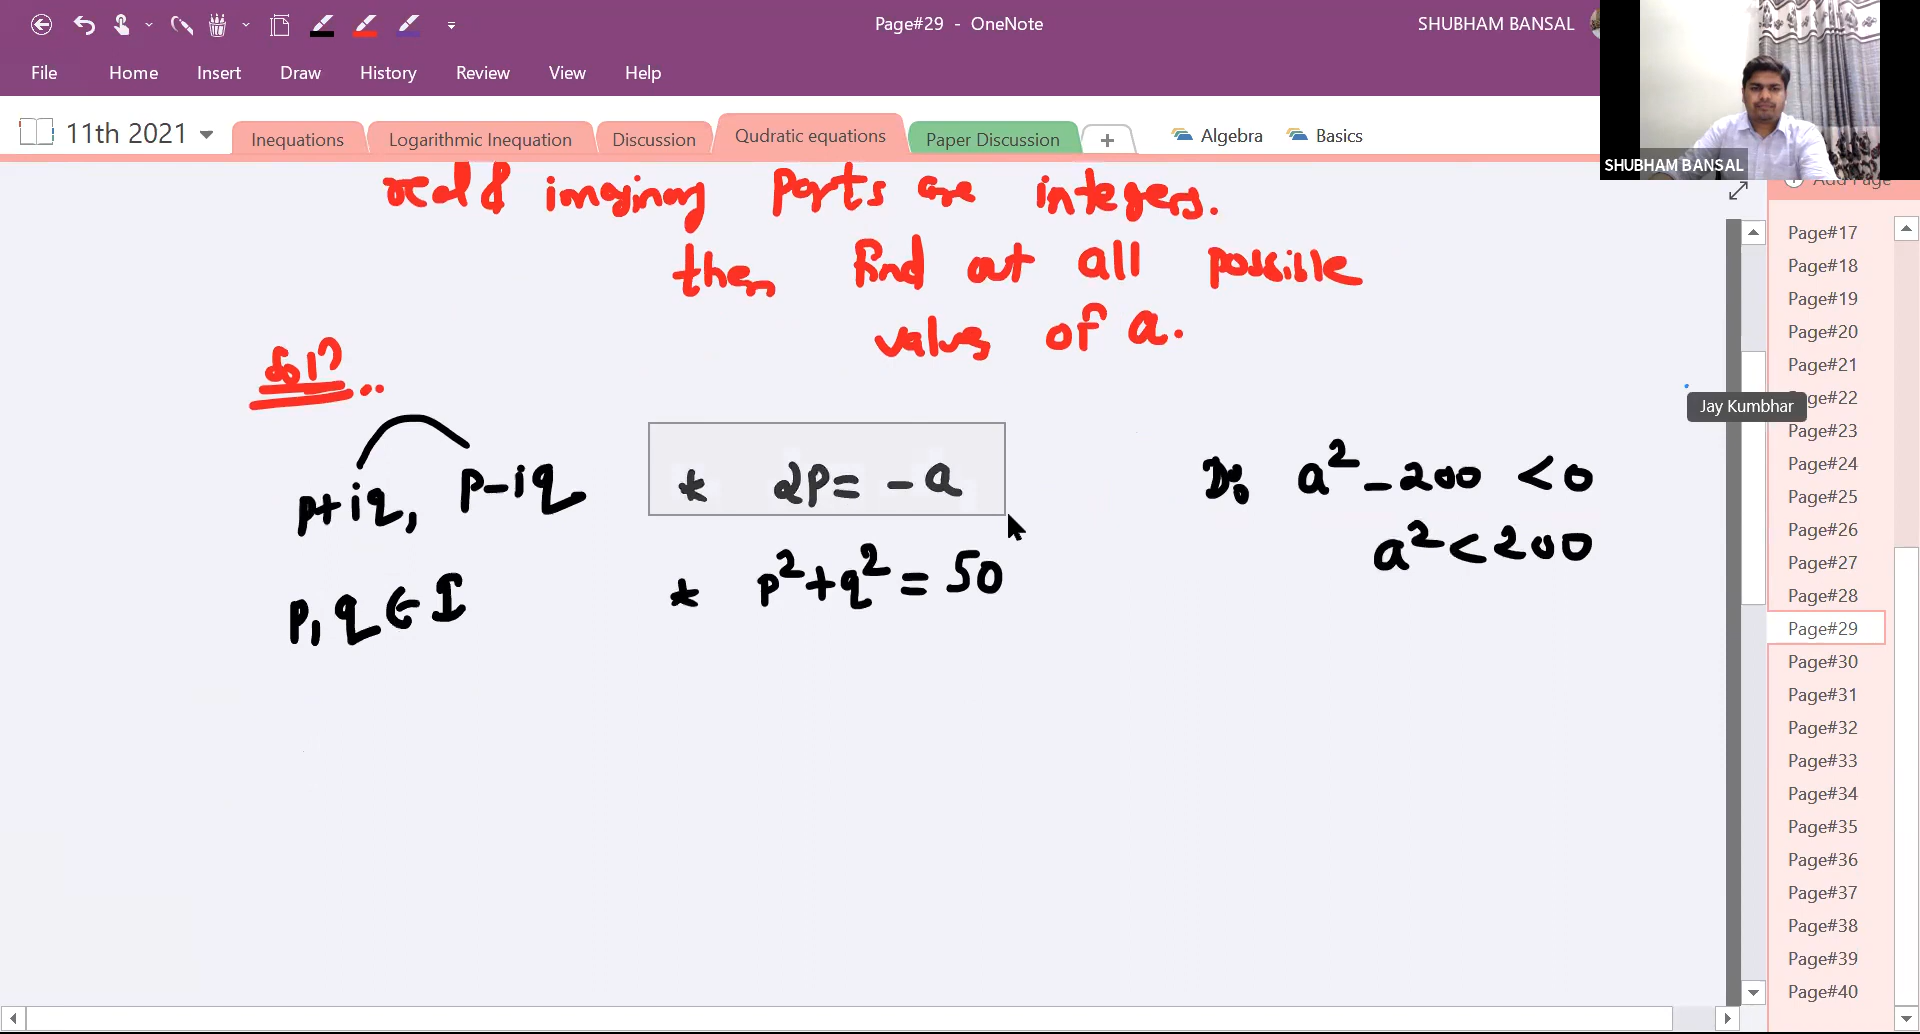 Page#29 - OneNote
SHUBHAM BANSAL
File Home Insert Draw History Review View Help
11th 2021
Inequations
Logarithmic Inequation
Discussion
Qudratic equations
Paper Discussion
+
Algebra
Basics
SHUBHAM BANSAL
Add Page
real & imaginary parts are integers.
then find out all possible
values of a.
Solⁿ..
p+iq, p-iq
p, q ∈ I
* 2p = -a
* p²+q² = 50
D: a²-200 <0
a²<200
Jay Kumbhar
Page#17
Page#18
Page#19
Page#20
Page#21
ge#22
Page#23
Page#24
Page#25
Page#26
Page#27
Page#28
Page#29
Page#30
Page#31
Page#32
Page#33
Page#34
Page#35
Page#36
Page#37
Page#38
Page#39
Page#40